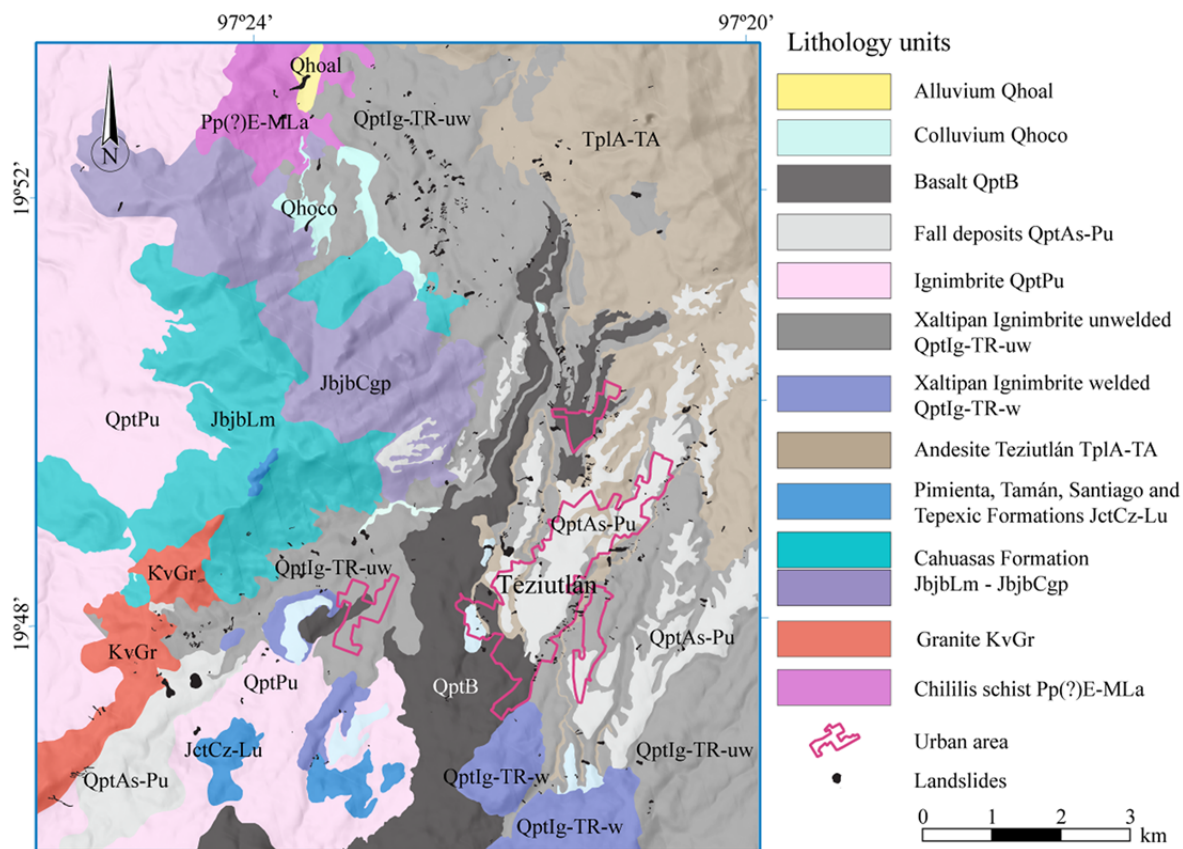 97º24’
97º20’
19º52’
19º48’
N
Qhoal
Pp(?)E-MLa
QptIg-TR-uw
TplA-TA
Qhoco
JbjbCgp
QptPu
JbjbLm
QptAs-Pu
KvGr
QptIg-TR-uw
Teziutlán
KvGr
QptAs-Pu
QptPu
QptB
JctCz-Lu
QptAs-Pu
QptIg-TR-w
QptIg-TR-uw
QptIg-TR-w
Lithology units
Alluvium Qhoal
Colluvium Qhoco
Basalt QptB
Fall deposits QptAs-Pu
Ignimbrite QptPu
Xaltipan Ignimbrite unwelded
QptIg-TR-uw
Xaltipan Ignimbrite welded
QptIg-TR-w
Andesite Teziutlán TplA-TA
Pimienta, Tamán, Santiago and
Tepexic Formations JctCz-Lu
Cahuasas Formation
JbjbLm - JbjbCgp
Granite KvGr
Chililis schist Pp(?)E-MLa
Urban area
Landslides
0 1 2 3
km